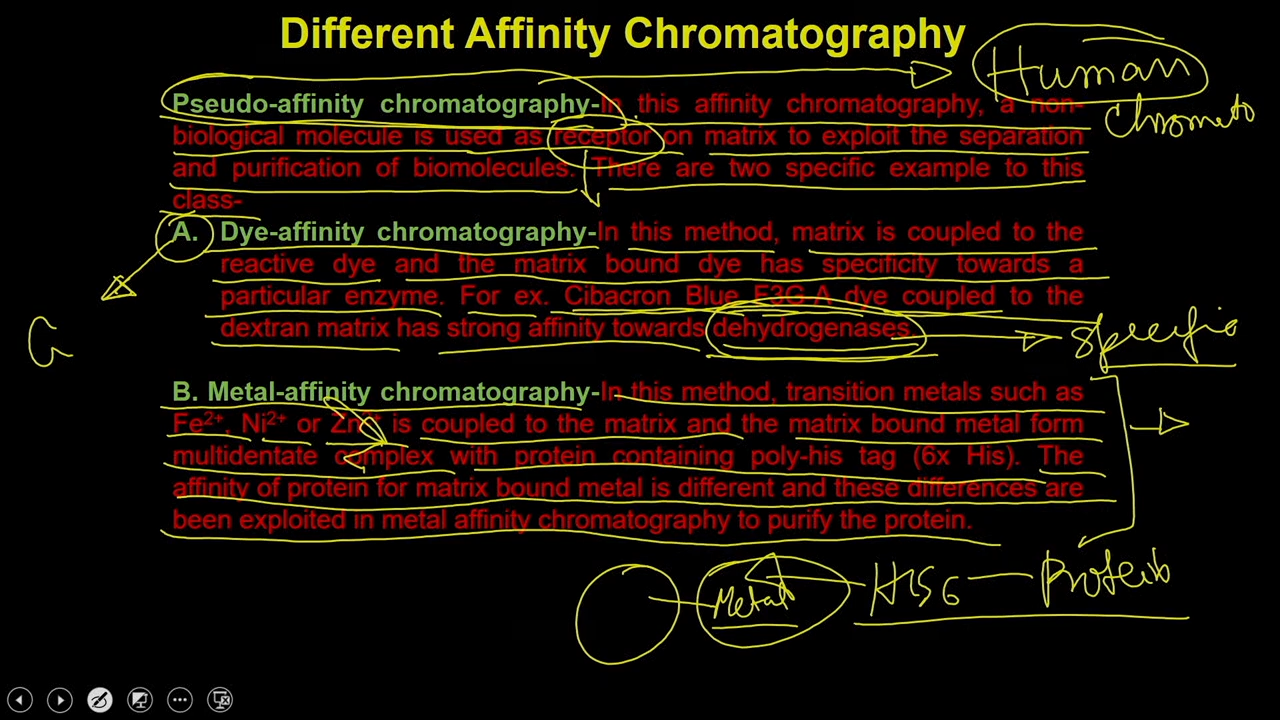 Different Affinity Chromatography
Human
Pseudo-affinity chromatography-In this affinity chromatography, a non-
Chromato
biological molecule is used as receptor on matrix to exploit the separation
and purification of biomolecules. There are two specific example to this
class-
A. Dye-affinity chromatography-In this method, matrix is coupled to the
reactive dye and the matrix bound dye has specificity towards a
particular enzyme. For ex. Cibacron Blue F3G-A dye coupled to the
dextran matrix has strong affinity towards dehydrogenases.
Specific
G
B. Metal-affinity chromatography-In this method, transition metals such as
Fe2+, Ni2+ or Zn2+ is coupled to the matrix and the matrix bound metal form
multidentate complex with protein containing poly-his tag (6x His). The
affinity of protein for matrix bound metal is different and these differences are
been exploited in metal affinity chromatography to purify the protein.
Metal HIS6 Protein